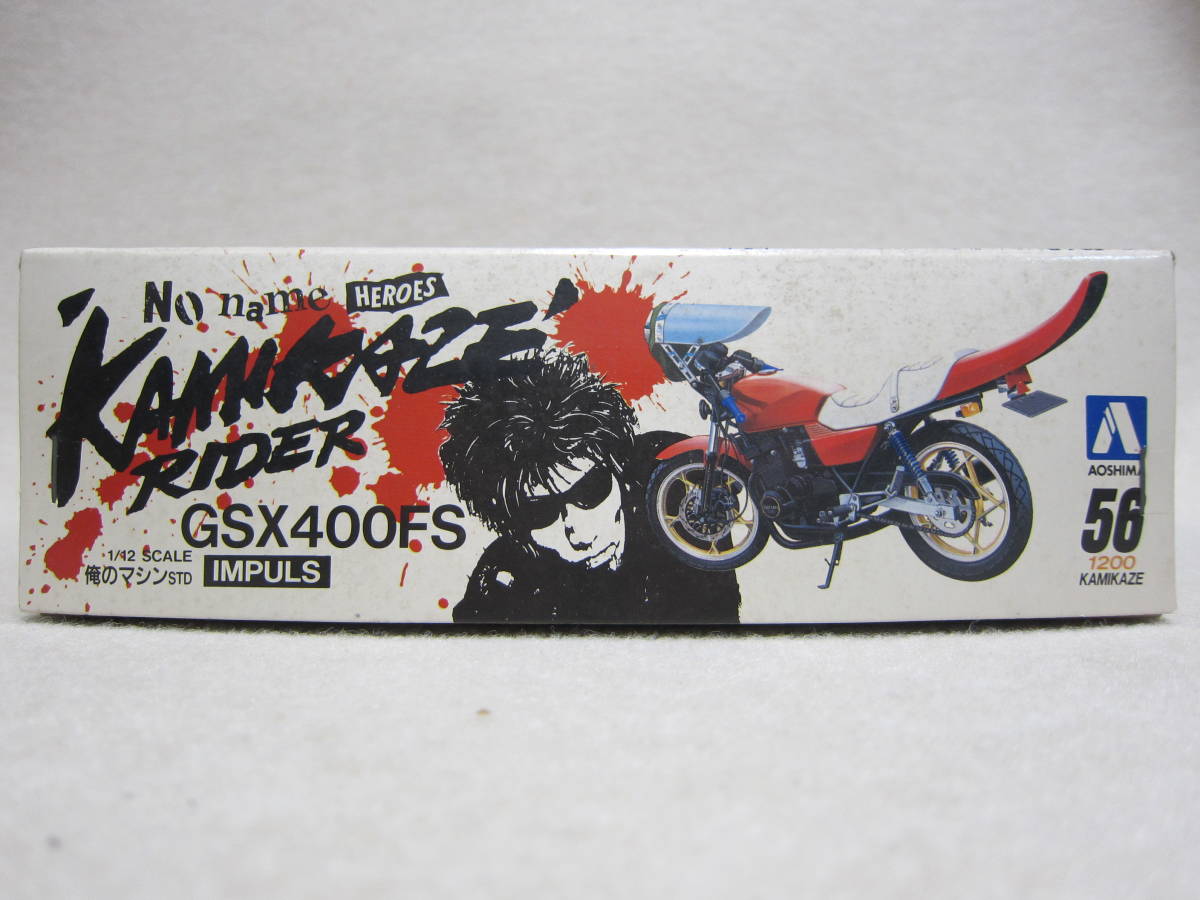 No name HEROES
'KAMIKAZE'
RIDER
GSX400FS
1/12 SCALE
俺のマシンSTD
IMPULS
AOSHIMA
56
1200
KAMIKAZE